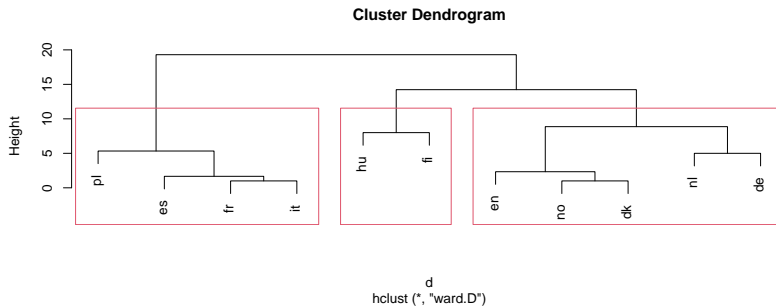 Cluster Dendrogram
Height
20
15
10
5
0
pl
es
fr
it
hu
fi
en
no
dk
nl
de
d
hclust (*, "ward.D")